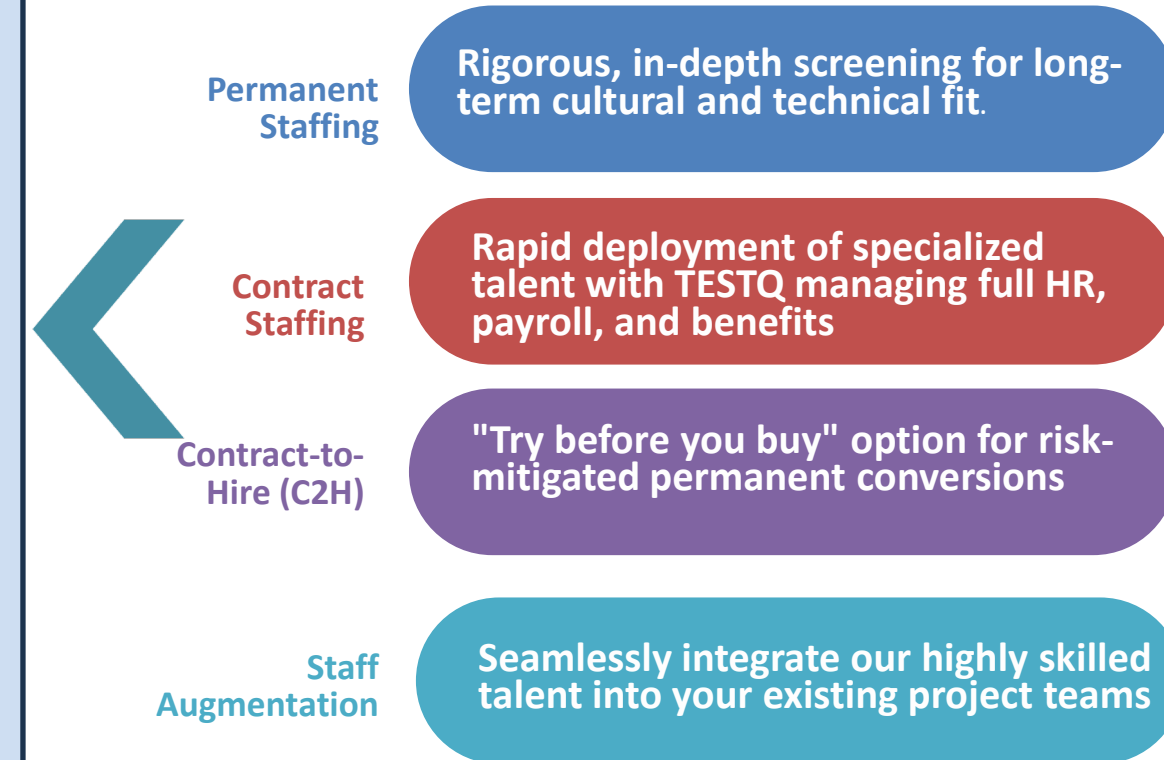 Permanent
Staffing
Rigorous, in-depth screening for long-
term cultural and technical fit.
Contract
Staffing
Rapid deployment of specialized
talent with TESTQ managing full HR,
payroll, and benefits
Contract-to-
Hire (C2H)
"Try before you buy" option for risk-
mitigated permanent conversions
Staff
Augmentation
Seamlessly integrate our highly skilled
talent into your existing project teams